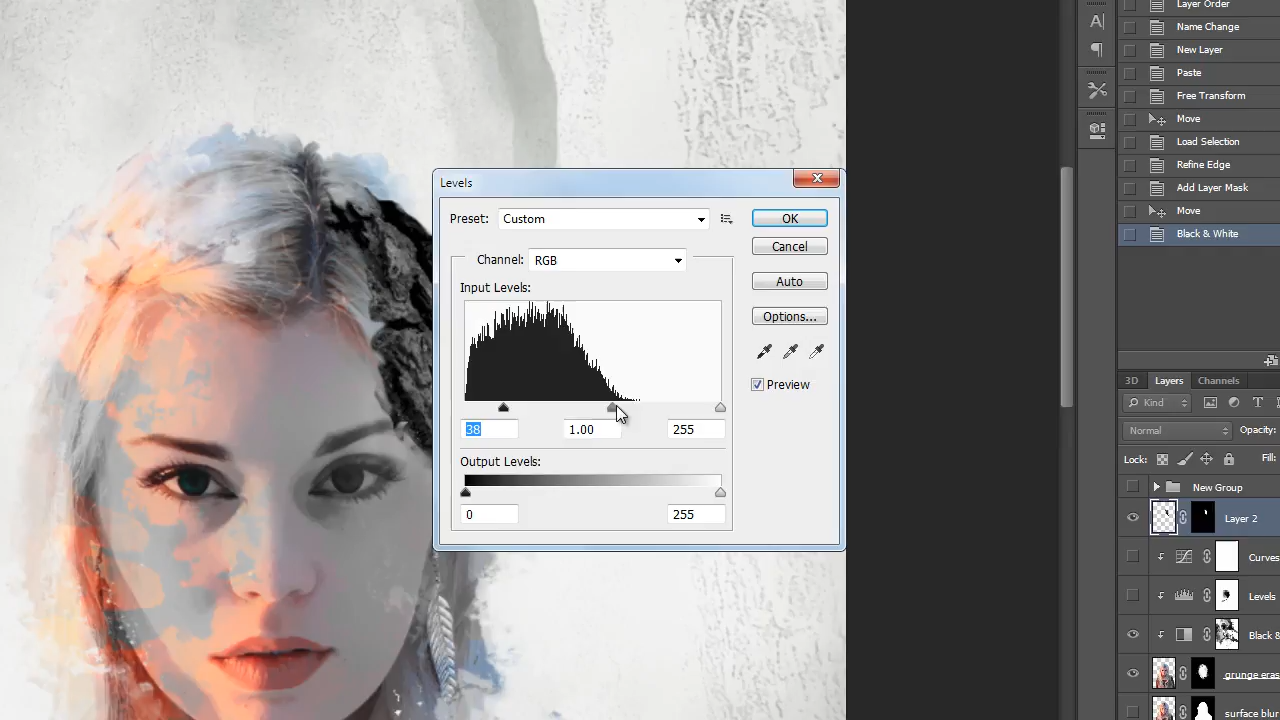 Layer Order
Name Change
New Layer
Paste
Free Transform
Move
Load Selection
Refine Edge
Add Layer Mask
Move
Black & White
Levels
Preset: Custom
OK
Channel: RGB
Cancel
Input Levels:
Auto
Options...
Preview
38 1.00 255
Output Levels:
0 255
3D Layers Channels
Kind
Normal Opacity:
Lock: Fill:
New Group
Layer 2
Curves
Levels
Black &
grunge eras
surface blur